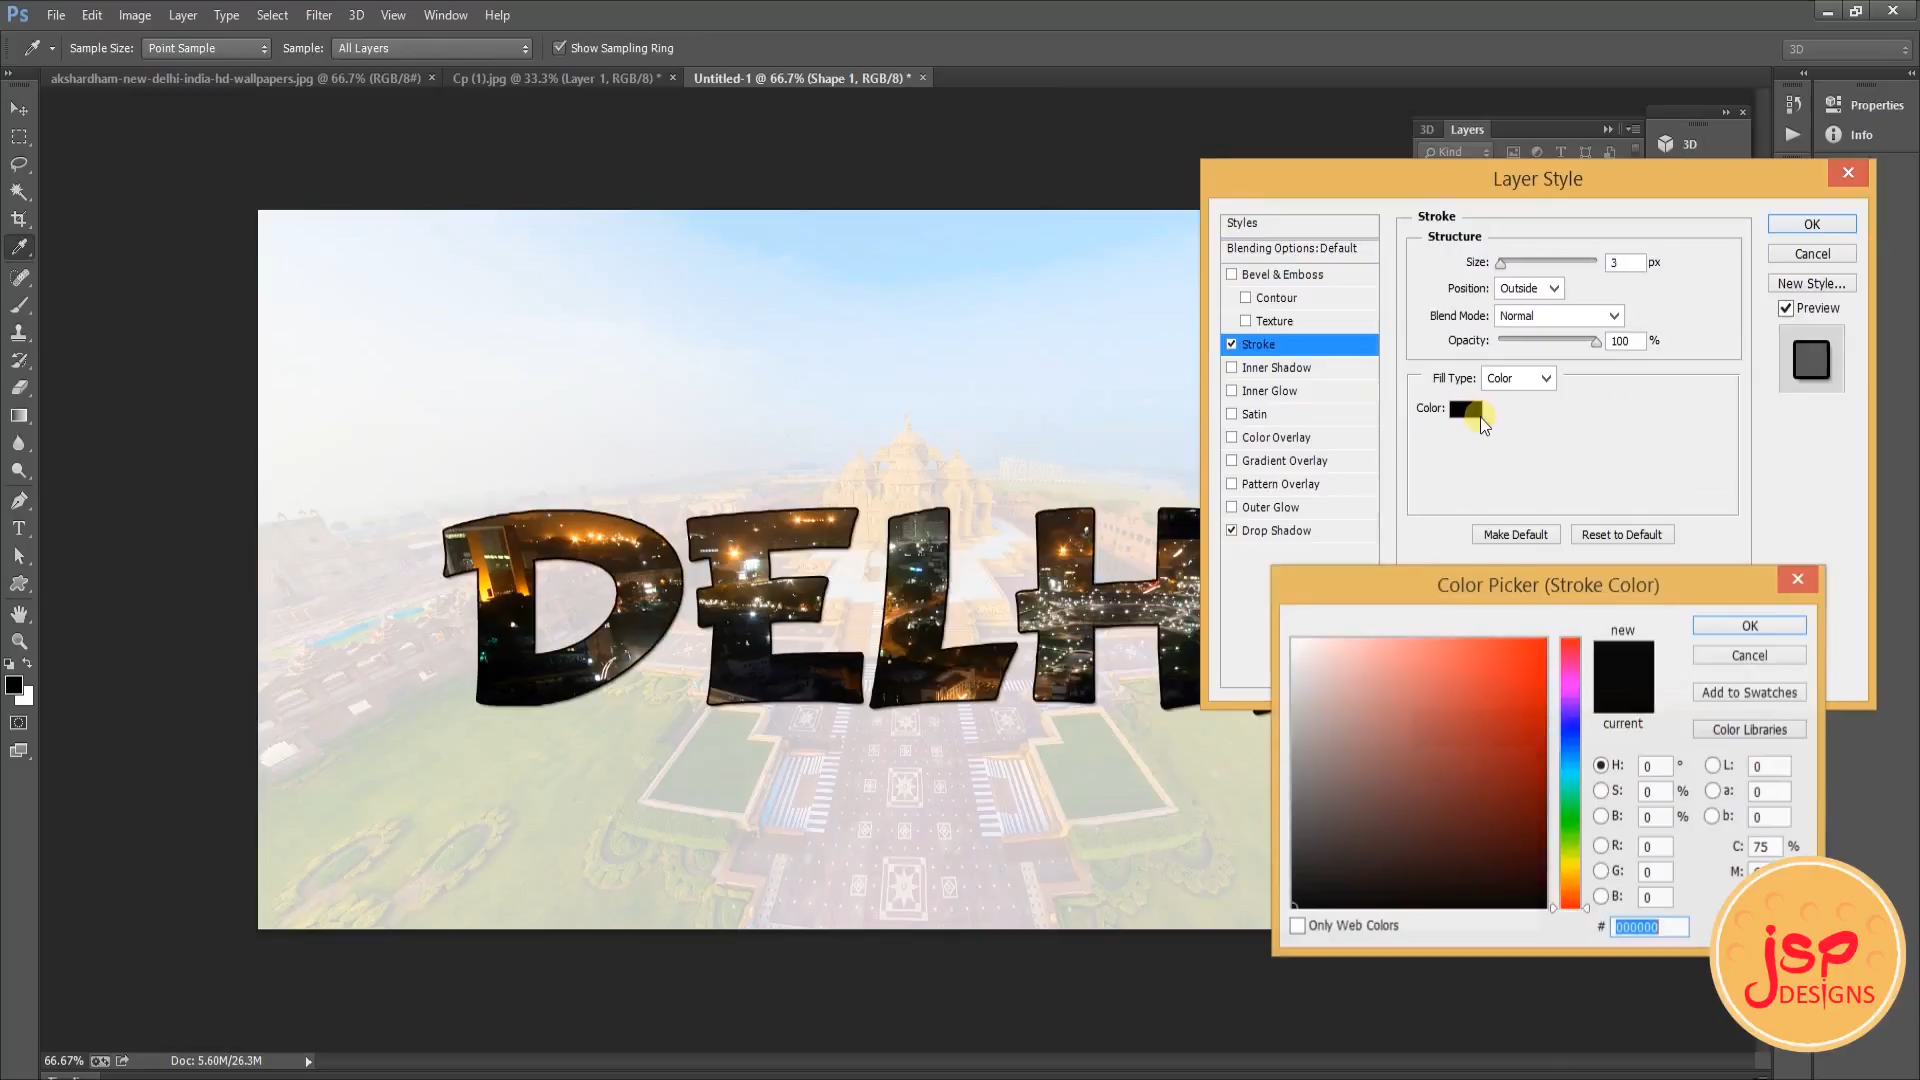 Ps File Edit Image Layer Type Select Filter 3D View Window Help
Sample Size: Point Sample Sample: All Layers Show Sampling Ring 3D
akshardham-new-delhi-india-hd-wallpapers.jpg @ 66.7% (RGB/8#) × Cp (1).jpg @ 33.3% (Layer 1, RGB/8) * × Untitled-1 @ 66.7% (Shape 1, RGB/8) * ×
Properties
Info
3D Layers
Kind
3D
Layer Style
Styles
Blending Options: Default
Bevel & Emboss
Contour
Texture
Stroke
Inner Shadow
Inner Glow
Satin
Color Overlay
Gradient Overlay
Pattern Overlay
Outer Glow
Drop Shadow
Stroke
Structure
Size: 3 px
Position: Outside
Blend Mode: Normal
Opacity: 100 %
Fill Type: Color
Color:
Make Default Reset to Default
OK
Cancel
New Style...
Preview
DELH
Color Picker (Stroke Color)
new
current
OK
Cancel
Add to Swatches
Color Libraries
H: 0 ° L: 0
S: 0 % a: 0
B: 0 % b: 0
R: 0 C: 75 %
G: 0 M:
B: 0
Only Web Colors # 000000
jsp
DESIGNS
66.67% Doc: 5.60M/26.3M